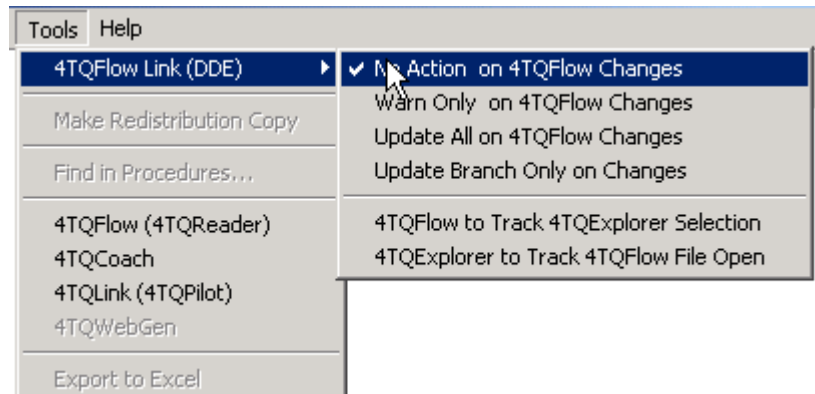 Tools Help
4TQFlow Link (DDE)
Make Redistribution Copy
Find in Procedures...
4TQFlow (4TQReader)
4TQCoach
4TQLink (4TQPilot)
4TQWebGen
Export to Excel
No Action on 4TQFlow Changes
Warn Only on 4TQFlow Changes
Update All on 4TQFlow Changes
Update Branch Only on Changes
4TQFlow to Track 4TQExplorer Selection
4TQExplorer to Track 4TQFlow File Open